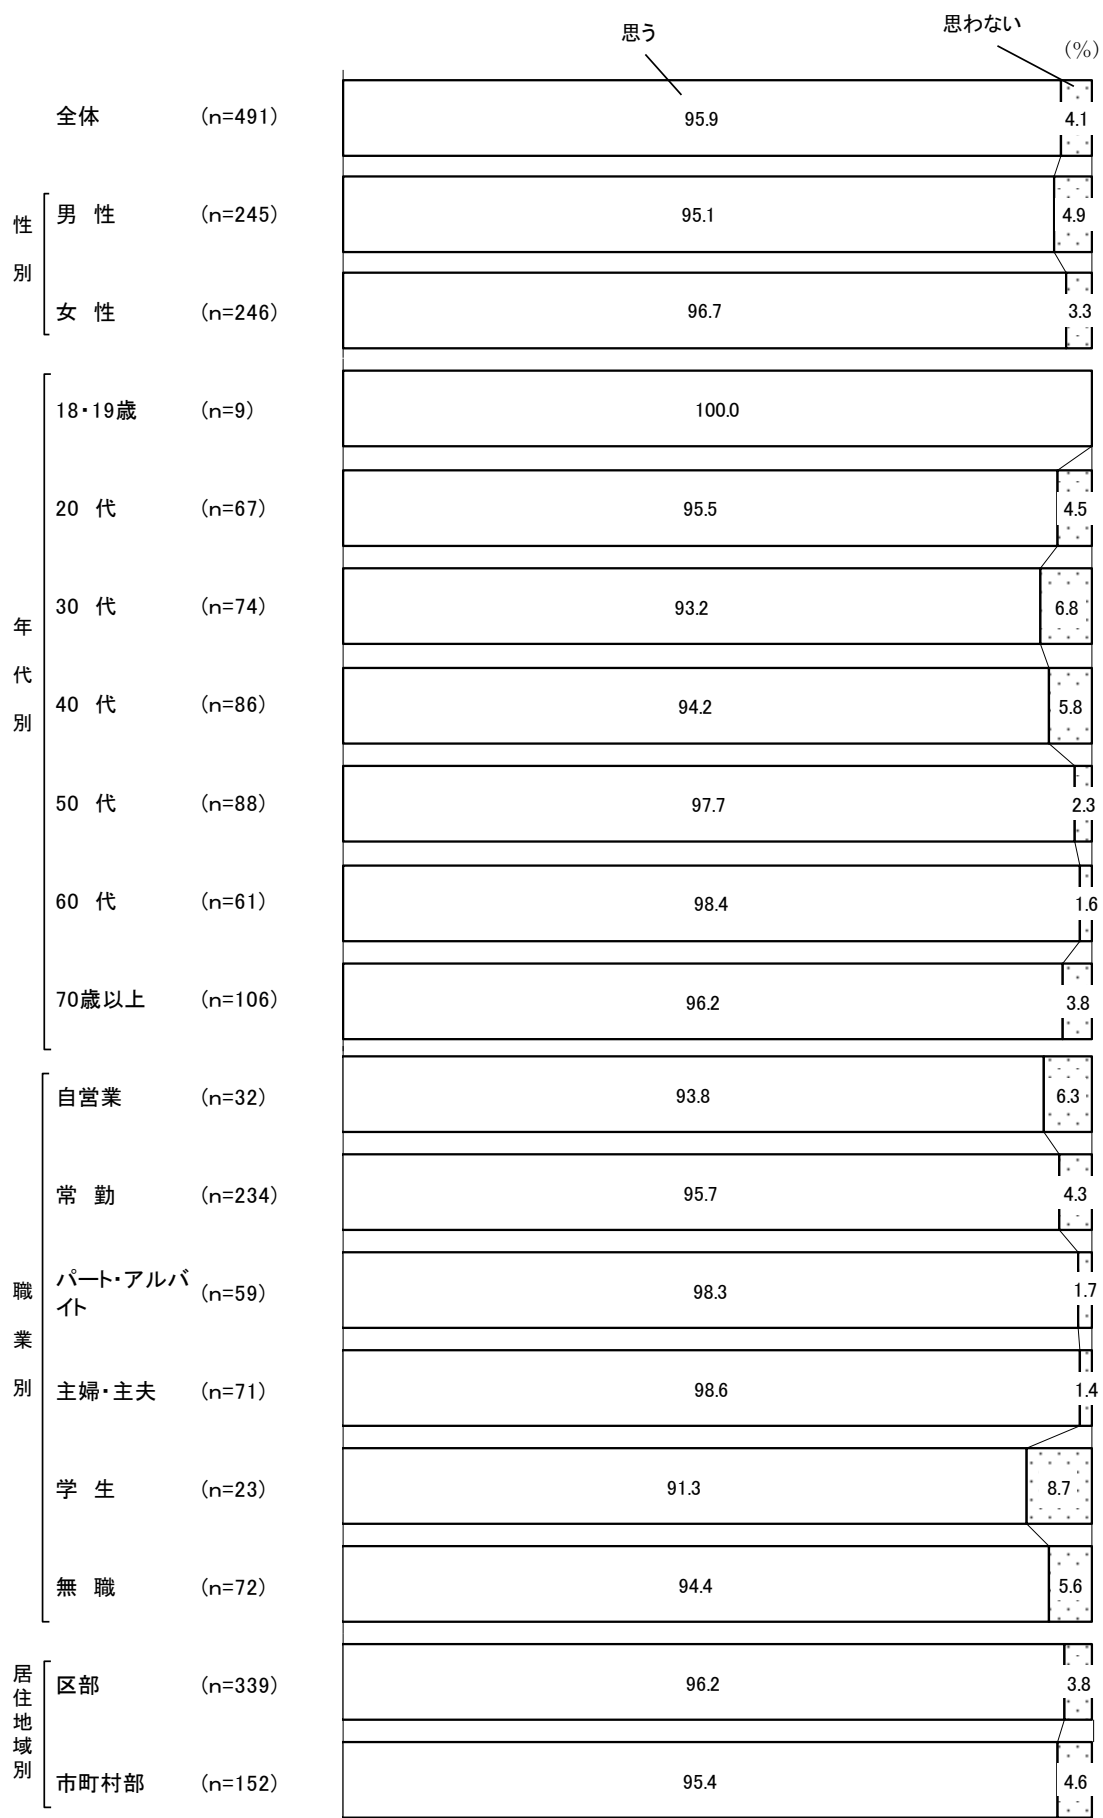 思う
思わない
(%)
全体 (n=491) 95.9 4.1
性別
男 性 (n=245) 95.1 4.9
女 性 (n=246) 96.7 3.3
年代別
18・19歳 (n=9) 100.0
20 代 (n=67) 95.5 4.5
30 代 (n=74) 93.2 6.8
40 代 (n=86) 94.2 5.8
50 代 (n=88) 97.7 2.3
60 代 (n=61) 98.4 1.6
70歳以上 (n=106) 96.2 3.8
職業別
自営業 (n=32) 93.8 6.3
常 勤 (n=234) 95.7 4.3
パート・アルバ
イト (n=59) 98.3 1.7
主婦・主夫 (n=71) 98.6 1.4
学 生 (n=23) 91.3 8.7
無 職 (n=72) 94.4 5.6
居住地域別
区部 (n=339) 96.2 3.8
市町村部 (n=152) 95.4 4.6